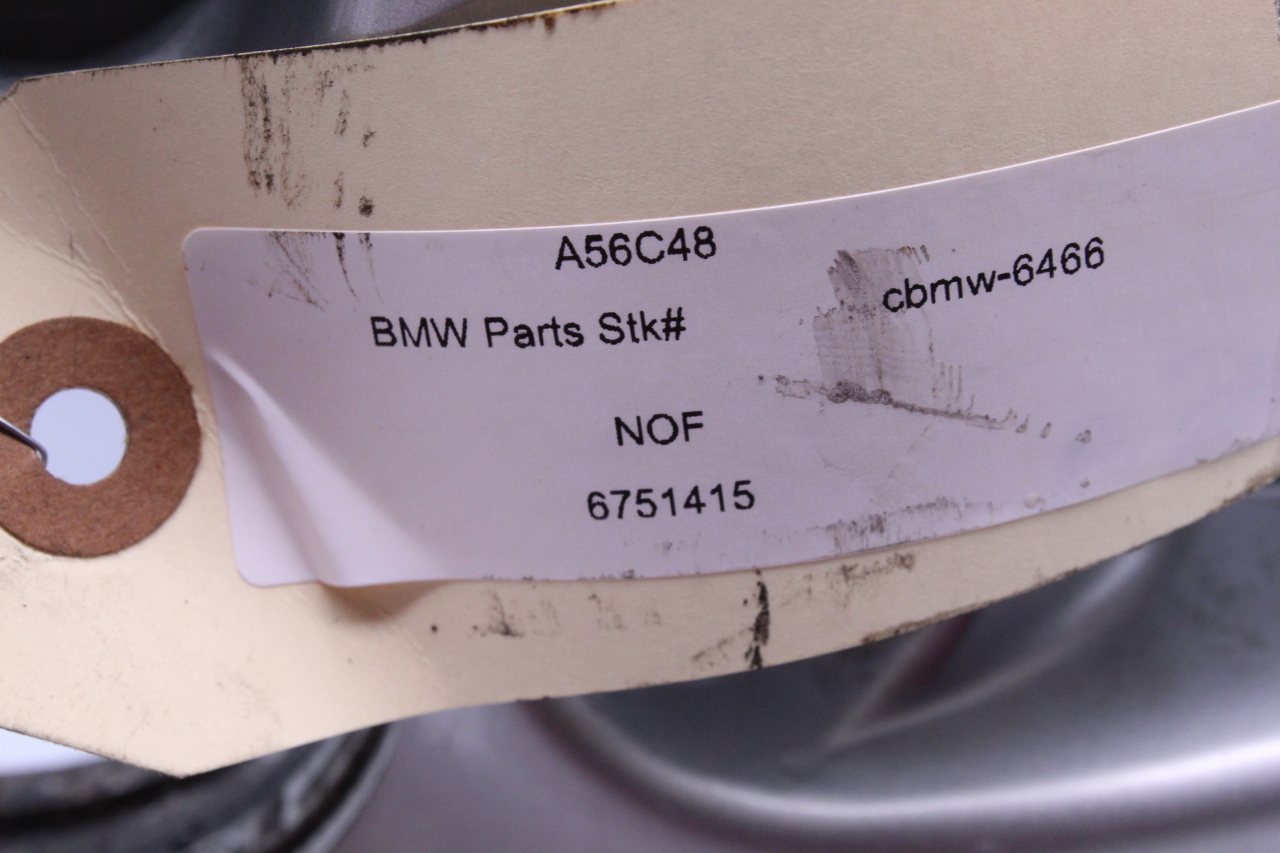 A56C48
cbmw-6466
BMW Parts Stk#
NOF
6751415